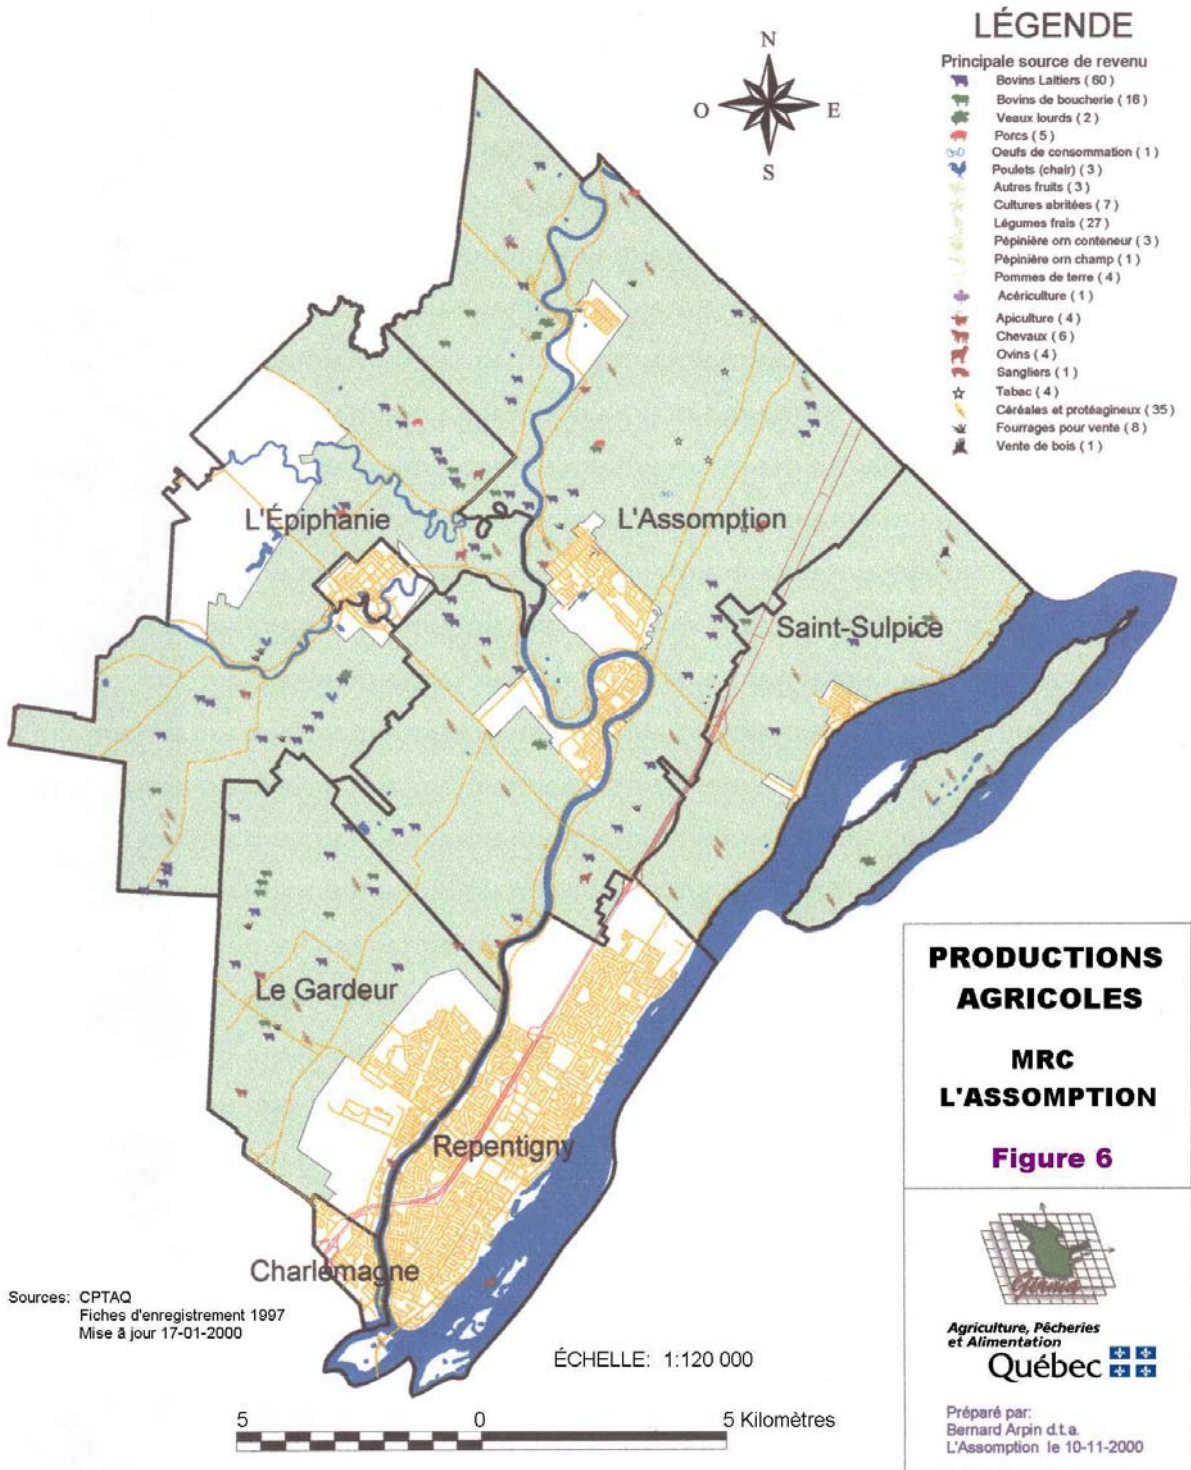 LÉGENDE
Principale source de revenu
Bovins Laitiers ( 60 )
Bovins de boucherie ( 16 )
Veaux lourds ( 2 )
Porcs ( 5 )
Oeufs de consommation ( 1 )
Poulets (chair) ( 3 )
Autres fruits ( 3 )
Cultures abritées ( 7 )
Légumes frais ( 27 )
Pépinière orn conteneur ( 3 )
Pépinière orn champ ( 1 )
Pommes de terre ( 4 )
Acériculture ( 1 )
Apiculture ( 4 )
Chevaux ( 6 )
Ovins ( 4 )
Sangliers ( 1 )
Tabac ( 4 )
Céréales et protéagineux ( 35 )
Fourrages pour vente ( 8 )
Vente de bois ( 1 )
N
O
E
S
L'Épiphanie
L'Assomption
Saint-Sulpice
Le Gardeur
Repentigny
Charlemagne
PRODUCTIONS
AGRICOLES
MRC
L'ASSOMPTION
Figure 6
Agriculture, Pêcheries
et Alimentation
Québec
Préparé par:
Bernard Arpin d.t.a.
L'Assomption le 10-11-2000
Sources: CPTAQ
Fiches d'enregistrement 1997
Mise à jour 17-01-2000
ÉCHELLE: 1:120 000
5 0 5 Kilomètres